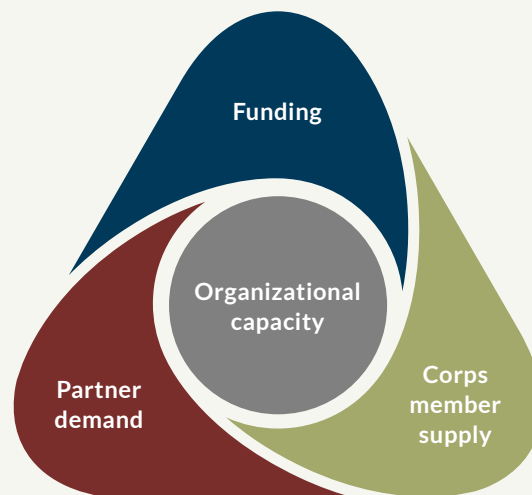 Funding
Organizational
capacity
Partner
demand
Corps
member
supply